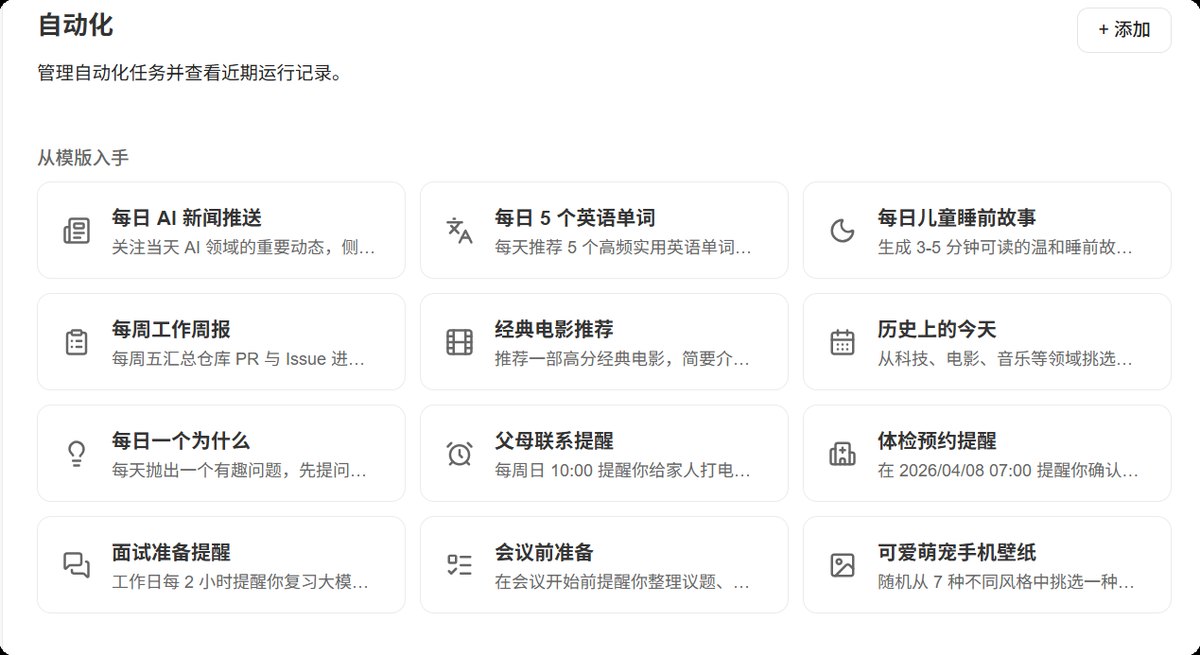 自动化
+ 添加
管理自动化任务并查看近期运行记录。
从模版入手
每日 AI 新闻推送
关注当天 AI 领域的重要动态，侧…
每日 5 个英语单词
每天推荐 5 个高频实用英语单词…
每日儿童睡前故事
生成 3-5 分钟可读的温和睡前故…
每周工作周报
每周五汇总仓库 PR 与 Issue 进…
经典电影推荐
推荐一部高分经典电影，简要介…
历史上的今天
从科技、电影、音乐等领域挑选…
每日一个为什么
每天抛出一个有趣问题，先提问…
父母联系提醒
每周日 10:00 提醒你给家人打电…
体检预约提醒
在 2026/04/08 07:00 提醒你确认…
面试准备提醒
工作日每 2 小时提醒你复习大模…
会议前准备
在会议开始前提醒你整理议题、…
可爱萌宠手机壁纸
随机从 7 种不同风格中挑选一种…